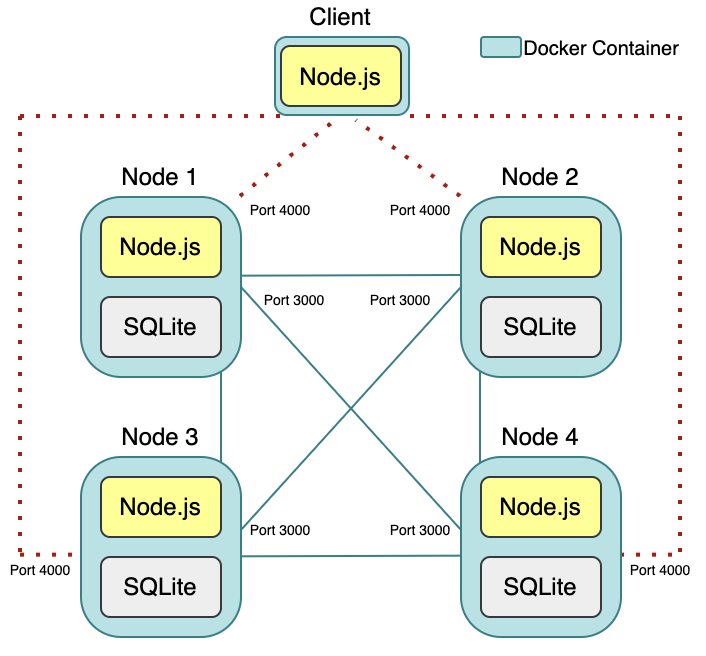 Client
Node.js
Docker Container
Node 1
Node 2
Port 4000
Port 4000
Node.js
Node.js
Port 3000
Port 3000
SQLite
SQLite
Node 3
Node 4
Node.js
Node.js
Port 3000
Port 3000
Port 4000
Port 4000
SQLite
SQLite